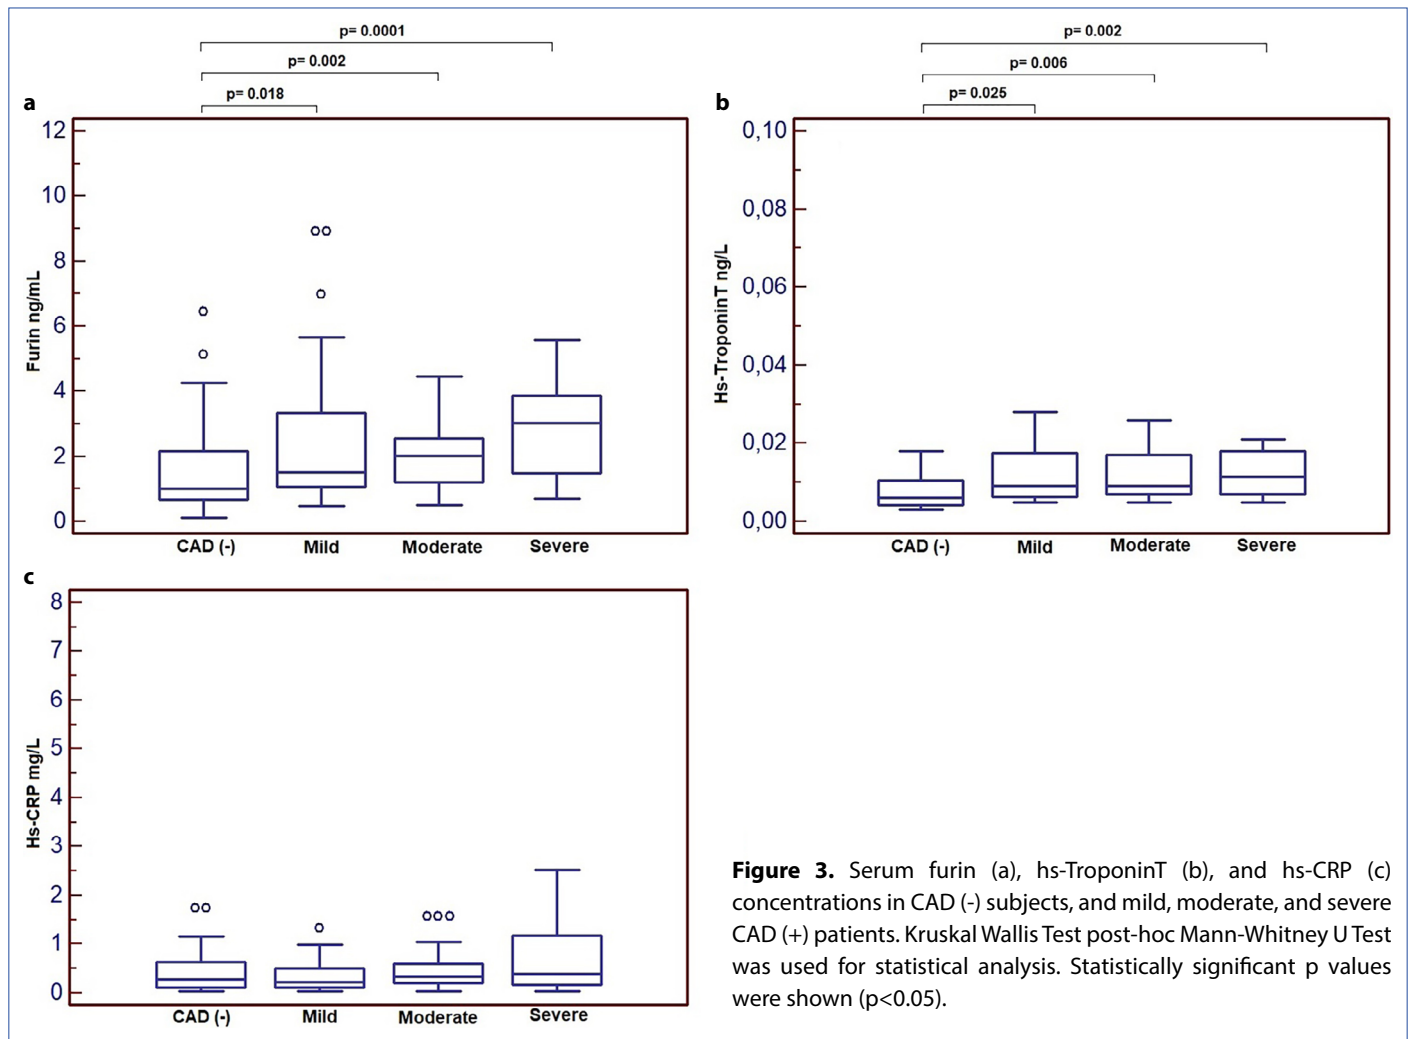 p= 0.0001
p= 0.002
p= 0.018
a
12
10
8
6
4
2
0
Furin ng/mL
CAD (-) Mild Moderate Severe
p= 0.002
p= 0.006
p= 0.025
b
0,10
0,08
0,06
0,04
0,02
0,00
Hs-TroponinT ng/L
CAD (-) Mild Moderate Severe
c
8
7
6
5
4
3
2
1
0
Hs-CRP mg/L
CAD (-) Mild Moderate Severe
Figure 3. Serum furin (a), hs-TroponinT (b), and hs-CRP (c)
concentrations in CAD (-) subjects, and mild, moderate, and severe
CAD (+) patients. Kruskal Wallis Test post-hoc Mann-Whitney U Test
was used for statistical analysis. Statistically significant p values
were shown (p<0.05).